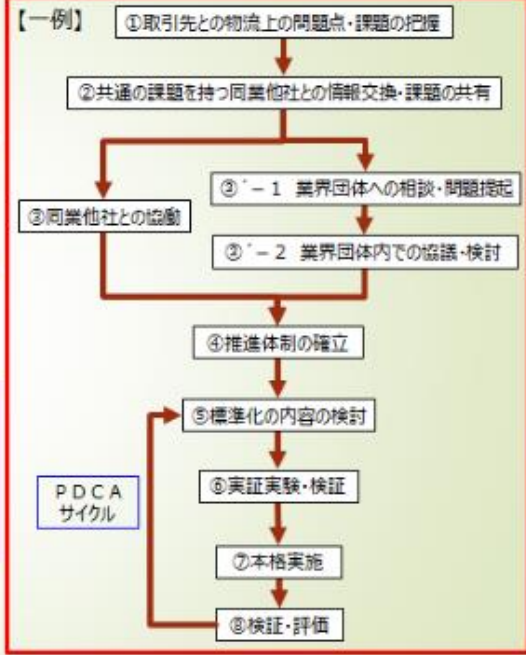 【一例】
①取引先との物流上の問題点・課題の把握
②共通の課題を持つ同業他社との情報交換・課題の共有
③´－１ 業界団体への相談・問題提起
③同業他社との協働
③´－２ 業界団体内での協議・検討
④推進体制の確立
⑤標準化の内容の検討
⑥実証実験・検証
ＰＤＣＡ
サイクル
⑦本格実施
⑧検証・評価